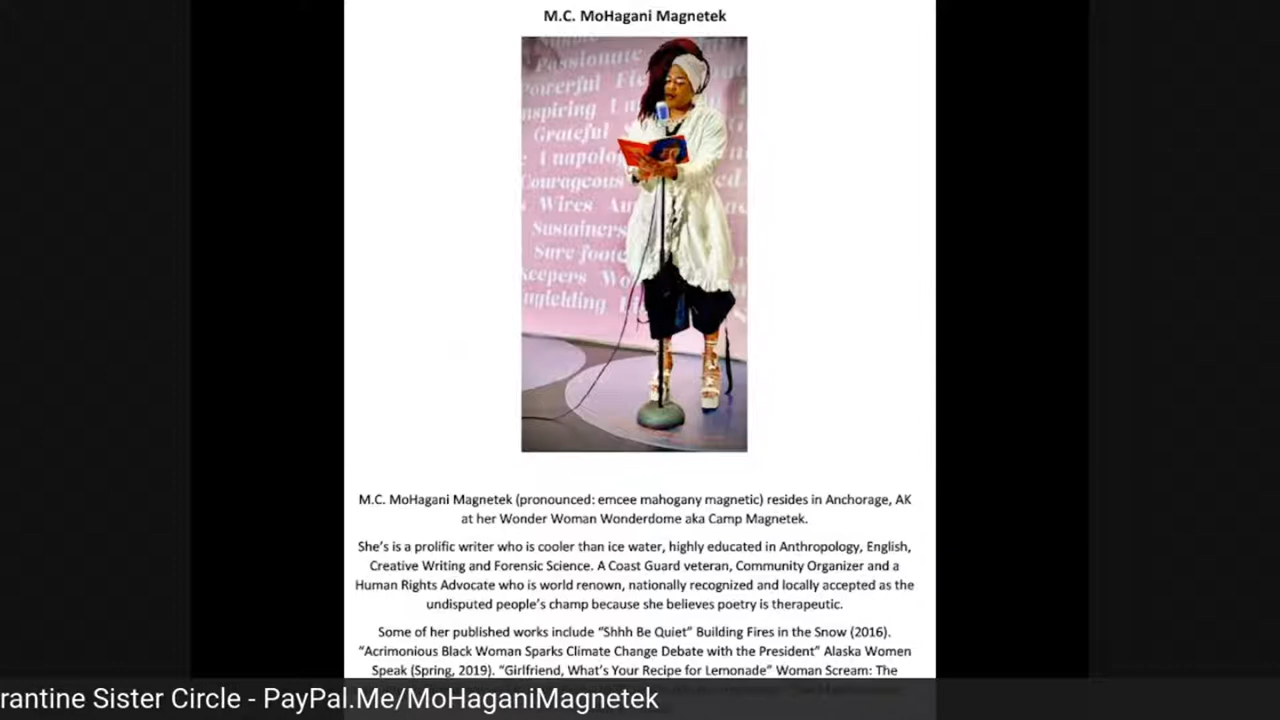 M.C. MoHagani Magnetek
Passionate
Powerful
Inspiring
Grateful
Courageous
Wires
Sustainers
Keepers
M.C. MoHagani Magnetek (pronounced: emcee mahogany magnetic) resides in Anchorage, AK
at her Wonder Woman Wonderdome aka Camp Magnetek.
She's is a prolific writer who is cooler than ice water, highly educated in Anthropology, English,
Creative Writing and Forensic Science. A Coast Guard veteran, Community Organizer and a
Human Rights Advocate who is world renown, nationally recognized and locally accepted as the
undisputed people's champ because she believes poetry is therapeutic.
Some of her published works include "Shhh Be Quiet" Building Fires in the Snow (2016).
"Acrimonious Black Woman Sparks Climate Change Debate with the President" Alaska Women
Speak (Spring, 2019). "Girlfriend, What's Your Recipe for Lemonade" Woman Scream: The
rantine Sister Circle - PayPal.Me/MoHaganiMagnetek